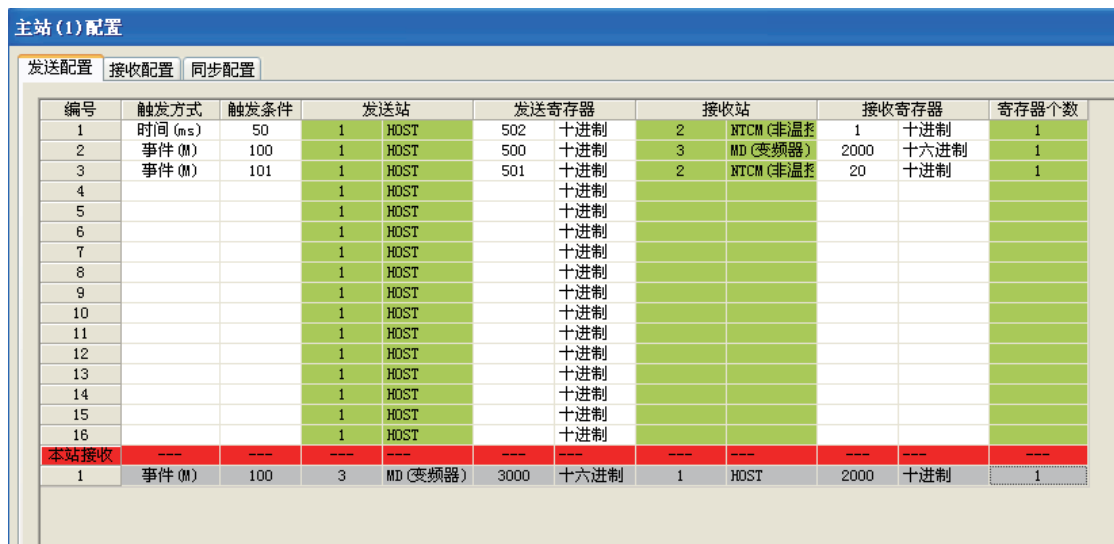 主站(1)配置
发送配置 接收配置 同步配置
编号 触发方式 触发条件 发送站 发送寄存器 接收站 接收寄存器 寄存器个数
1 时间(ms) 50 1 HOST 502 十进制 2 NTCM(非温控 1 十进制 1
2 事件(M) 100 1 HOST 500 十进制 3 MD(变频器) 2000 十六进制 1
3 事件(M) 101 1 HOST 501 十进制 2 NTCM(非温控 20 十进制 1
4 1 HOST 十进制
5 1 HOST 十进制
6 1 HOST 十进制
7 1 HOST 十进制
8 1 HOST 十进制
9 1 HOST 十进制
10 1 HOST 十进制
11 1 HOST 十进制
12 1 HOST 十进制
13 1 HOST 十进制
14 1 HOST 十进制
15 1 HOST 十进制
16 1 HOST 十进制
本站接收 --- --- --- --- --- --- --- --- --- --- ---
1 事件(M) 100 3 MD(变频器) 3000 十六进制 1 HOST 2000 十进制 1